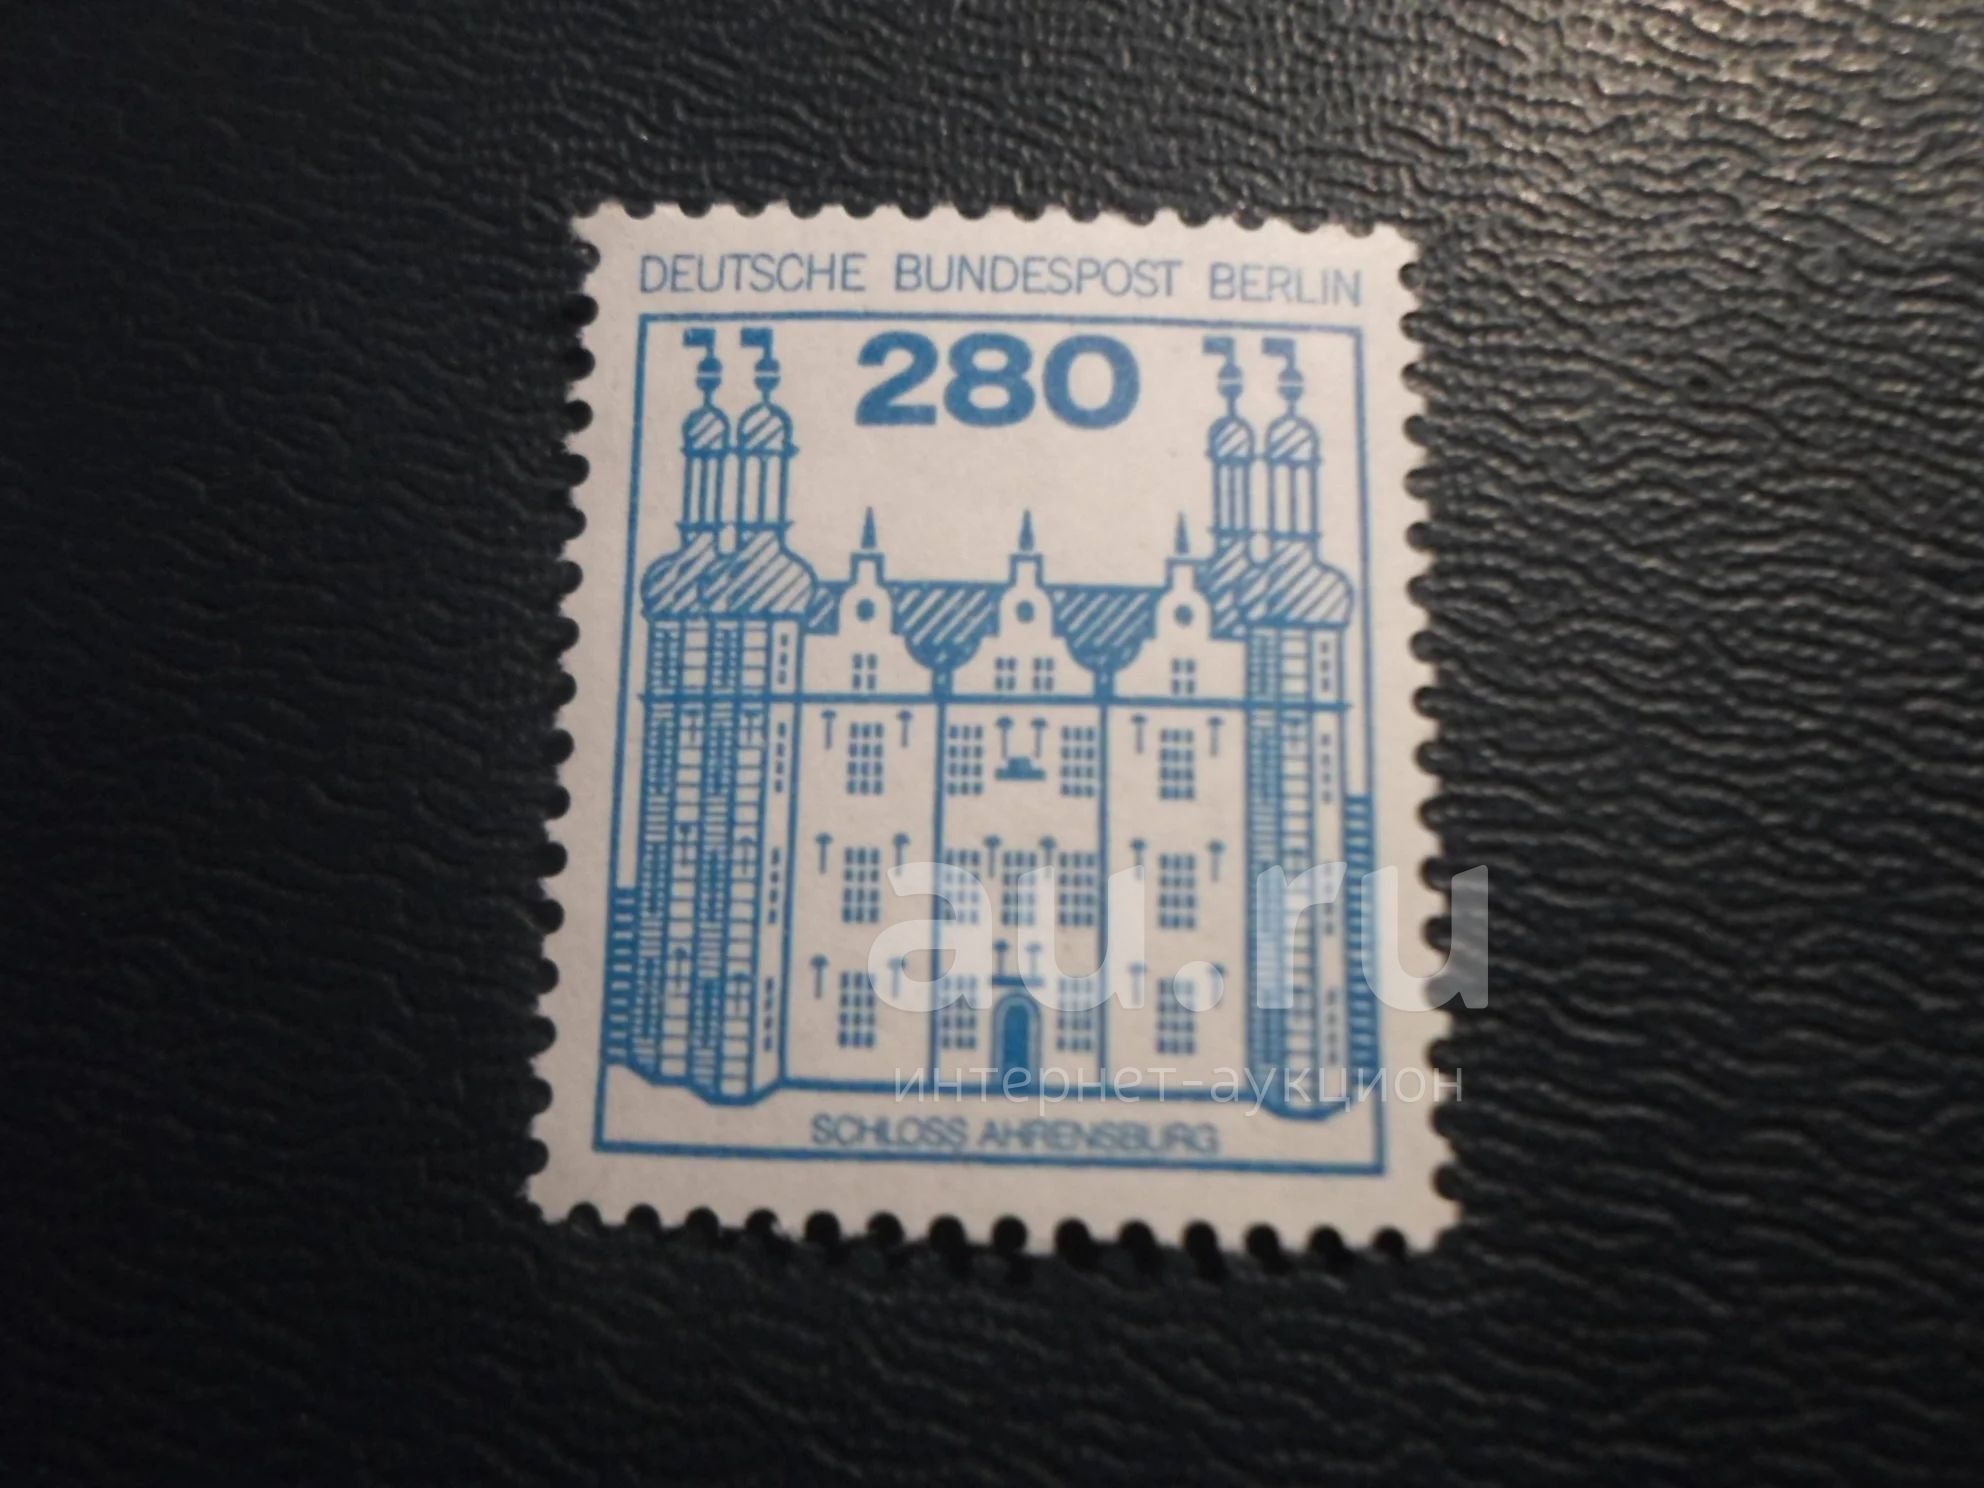 DEUTSCHE BUNDESPOST BERLIN
280
au.ru
интернет-аукцион
SCHLOSS AHRENSBURG